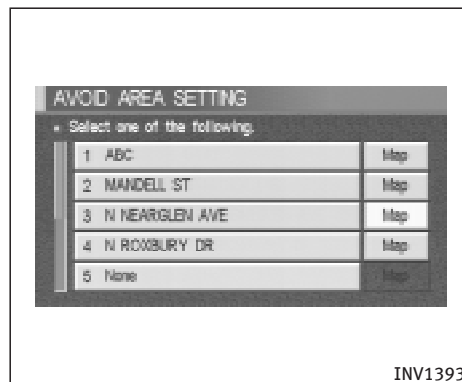 AVOID AREA SETTING
Select one of the following.
1 ABC Map
2 MANDELL ST Map
3 N NEARGLEN AVE Map
4 N ROXBURY DR Map
5 None Map
INV1393